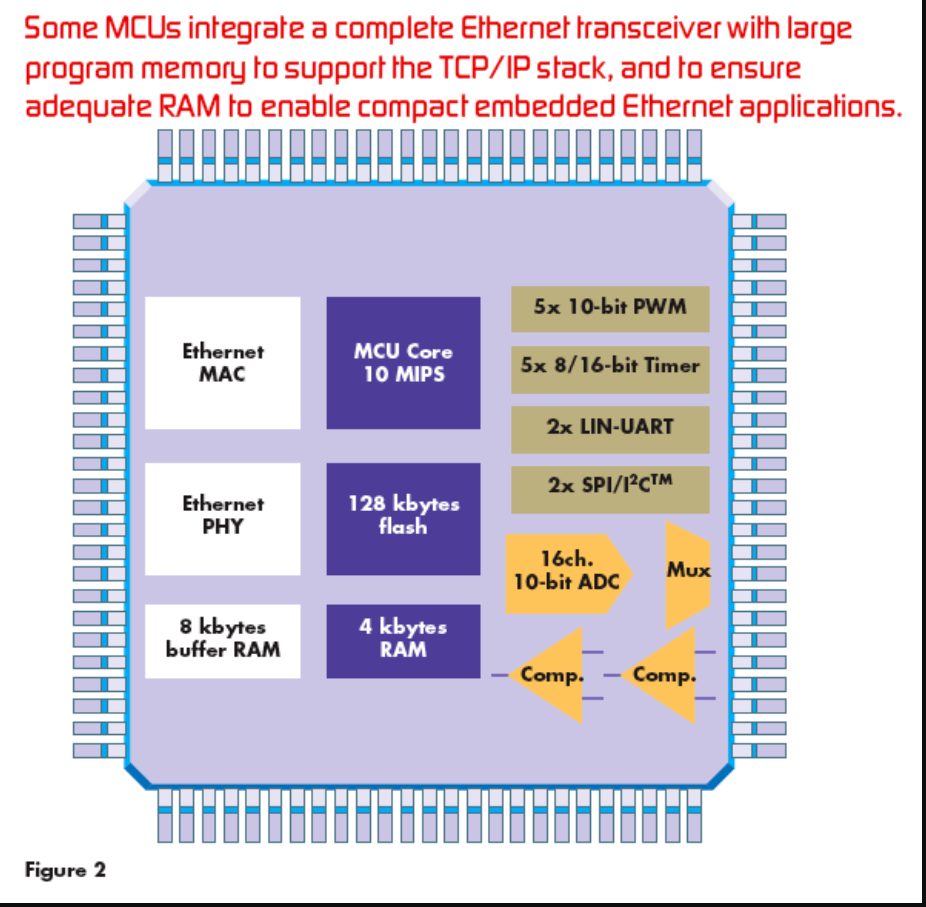 Some MCUs integrate a complete Ethernet transceiver with large
program memory to support the TCP/IP stack, and to ensure
adequate RAM to enable compact embedded Ethernet applications.
Ethernet
MAC
MCU Core
10 MIPS
5x 10-bit PWM
5x 8/16-bit Timer
2x LIN-UART
2x SPI/I²C™
Ethernet
PHY
128 kbytes
flash
16ch.
10-bit ADC
Mux
8 kbytes
buffer RAM
4 kbytes
RAM
Comp.
Comp.
Figure 2